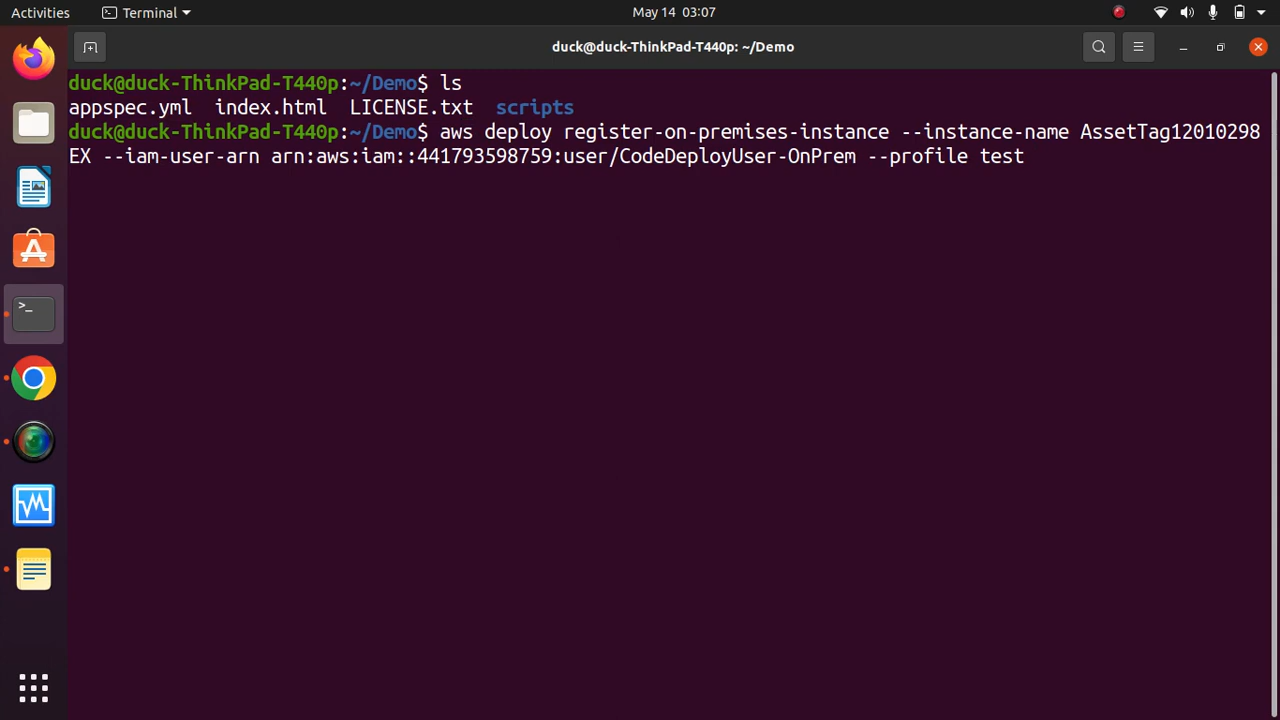 Activities Terminal May 14 03:07
duck@duck-ThinkPad-T440p: ~/Demo
duck@duck-ThinkPad-T440p:~/Demo$ ls
appspec.yml index.html LICENSE.txt scripts
duck@duck-ThinkPad-T440p:~/Demo$ aws deploy register-on-premises-instance --instance-name AssetTag12010298
EX --iam-user-arn arn:aws:iam::441793598759:user/CodeDeployUser-OnPrem --profile test